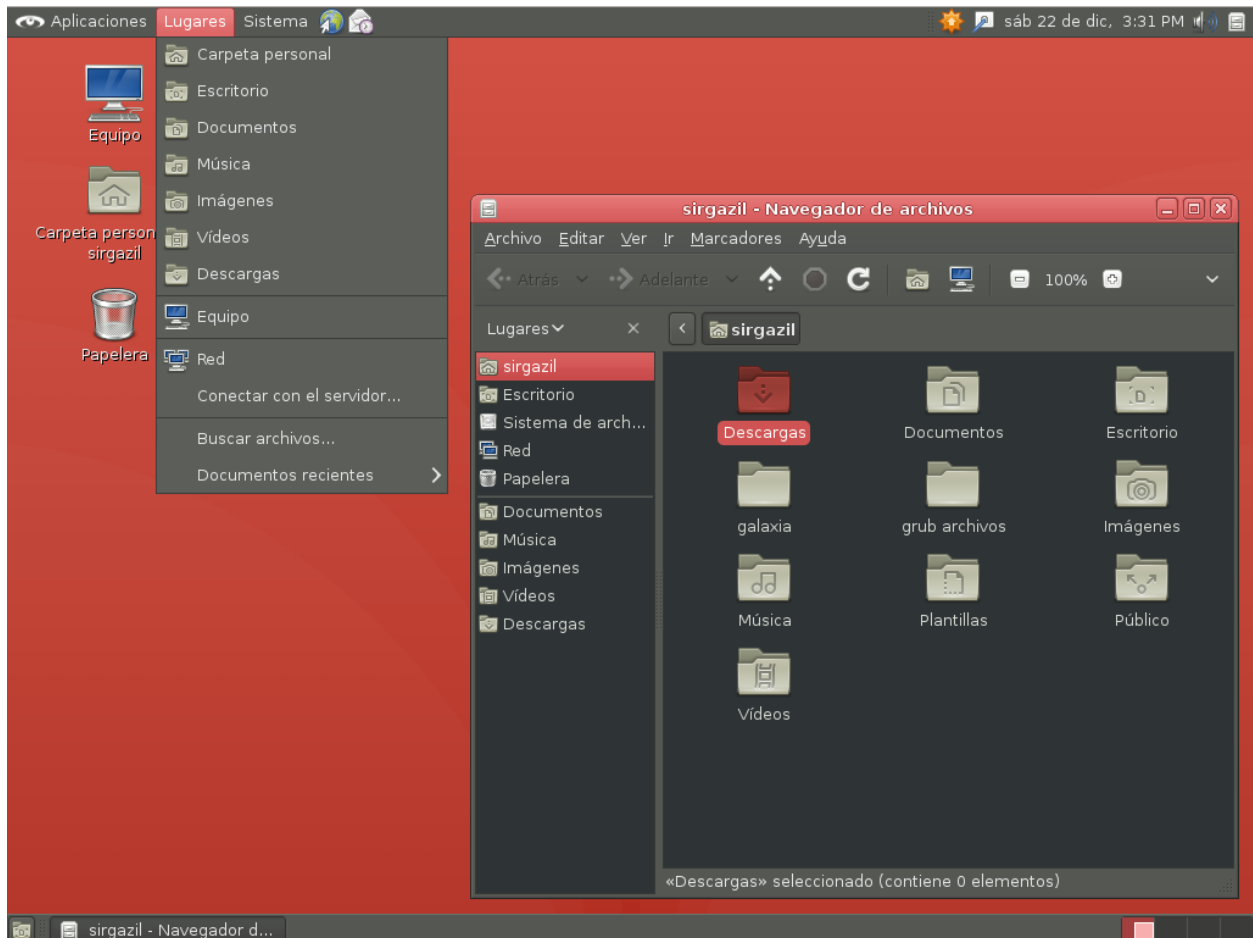 Aplicaciones Lugares Sistema sáb 22 de dic, 3:31 PM
Carpeta personal
Escritorio
Documentos
Música
Imágenes
Vídeos
Descargas
Equipo
Red
Conectar con el servidor...
Buscar archivos...
Documentos recientes
Equipo
Carpeta person
sirgazil
Papelera
sirgazil - Navegador de archivos
Archivo Editar Ver Ir Marcadores Ayuda
Atrás Adelante 100%
Lugares sirgazil
sirgazil
Escritorio
Sistema de arch...
Red
Papelera
Documentos
Música
Imágenes
Vídeos
Descargas
Descargas Documentos Escritorio
galaxia grub archivos Imágenes
Música Plantillas Público
Vídeos
«Descargas» seleccionado (contiene 0 elementos)
sirgazil - Navegador d...